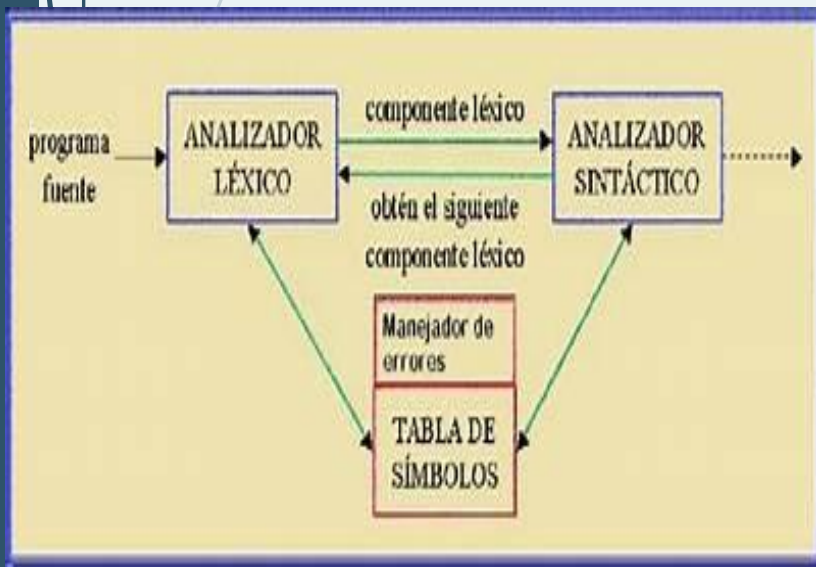 programa
fuente
ANALIZADOR
LÉXICO
componente léxico
obtén el siguiente
componente léxico
ANALIZADOR
SINTÁCTICO
Manejador de
errores
TABLA DE
SÍMBOLOS